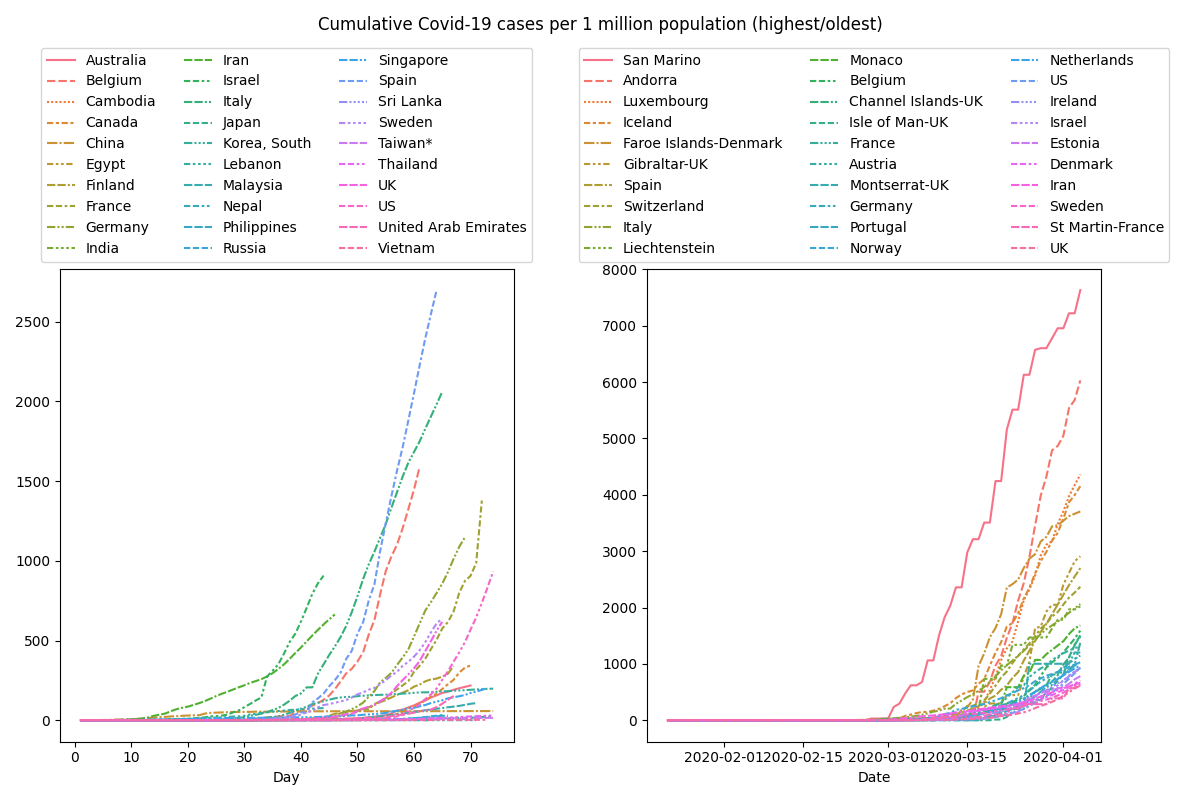 Cumulative Covid-19 cases per 1 million population (highest/oldest)
Australia
Belgium
Cambodia
Canada
China
Egypt
Finland
France
Germany
India
Iran
Israel
Italy
Japan
Korea, South
Lebanon
Malaysia
Nepal
Philippines
Russia
Singapore
Spain
Sri Lanka
Sweden
Taiwan*
Thailand
UK
US
United Arab Emirates
Vietnam
2500
2000
1500
1000
500
0
0 10 20 30 40 50 60 70
Day
San Marino
Andorra
Luxembourg
Iceland
Faroe Islands-Denmark
Gibraltar-UK
Spain
Switzerland
Italy
Liechtenstein
Monaco
Belgium
Channel Islands-UK
Isle of Man-UK
France
Austria
Montserrat-UK
Germany
Portugal
Norway
Netherlands
US
Ireland
Israel
Estonia
Denmark
Iran
Sweden
St Martin-France
UK
8000
7000
6000
5000
4000
3000
2000
1000
0
2020-02-01 2020-02-15 2020-03-01 2020-03-15 2020-04-01
Date